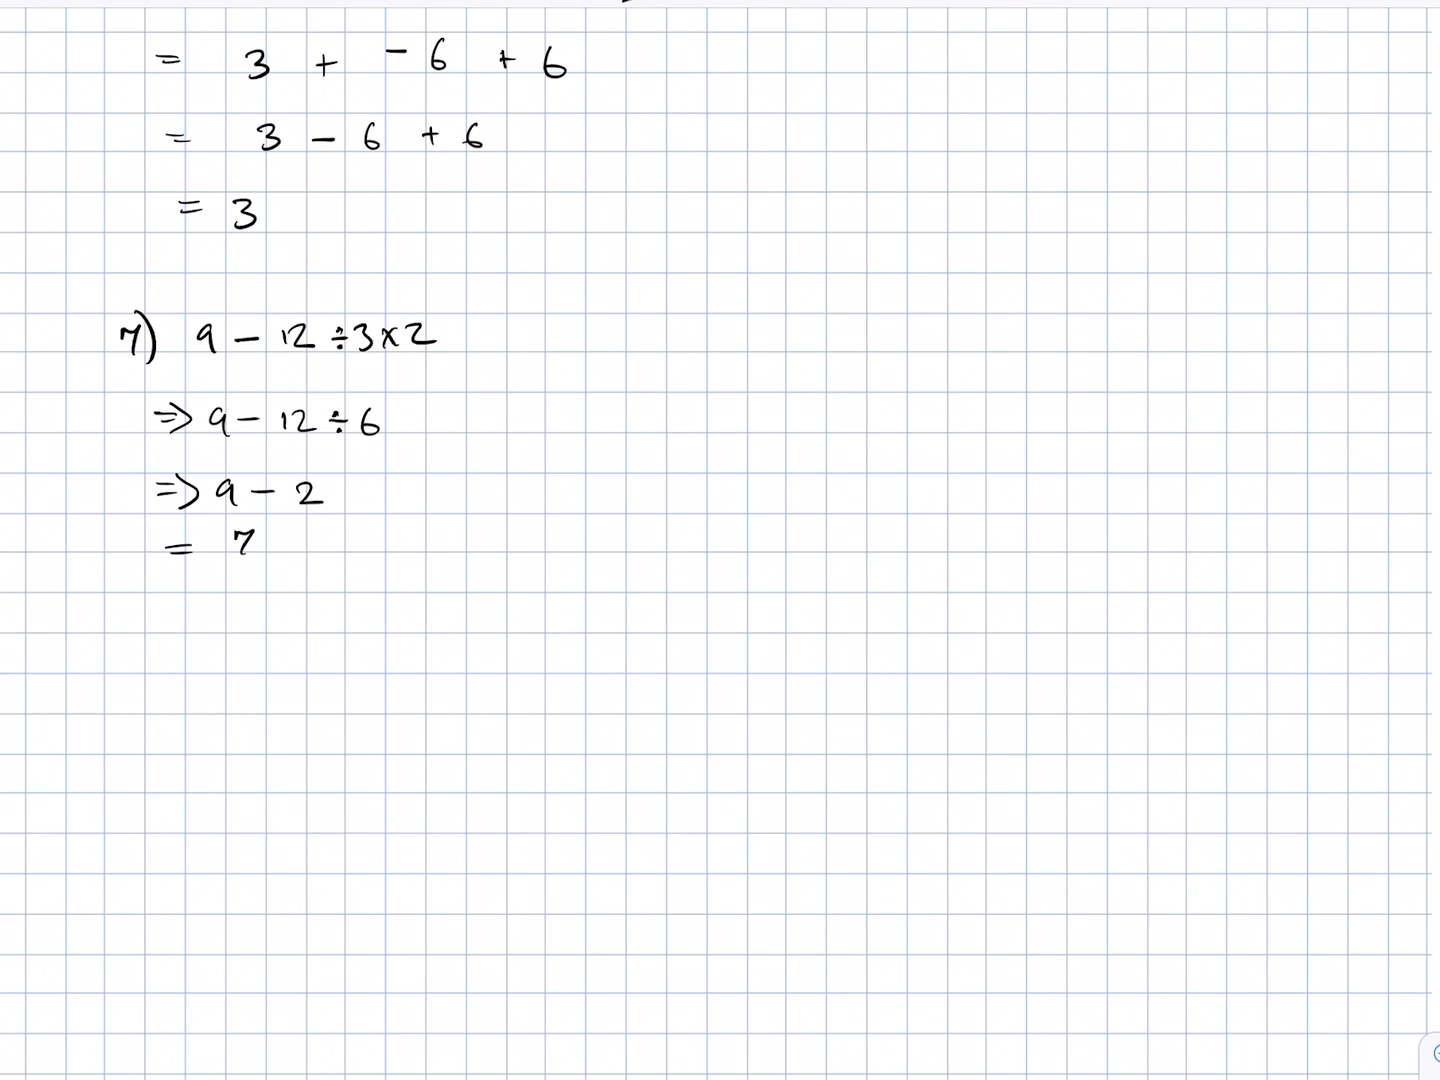 = 3 + - 6 + 6
= 3 - 6 + 6
= 3
7) 9 - 12 ÷ 3 × 2
=> 9 - 12 ÷ 6
=> 9 - 2
= 7